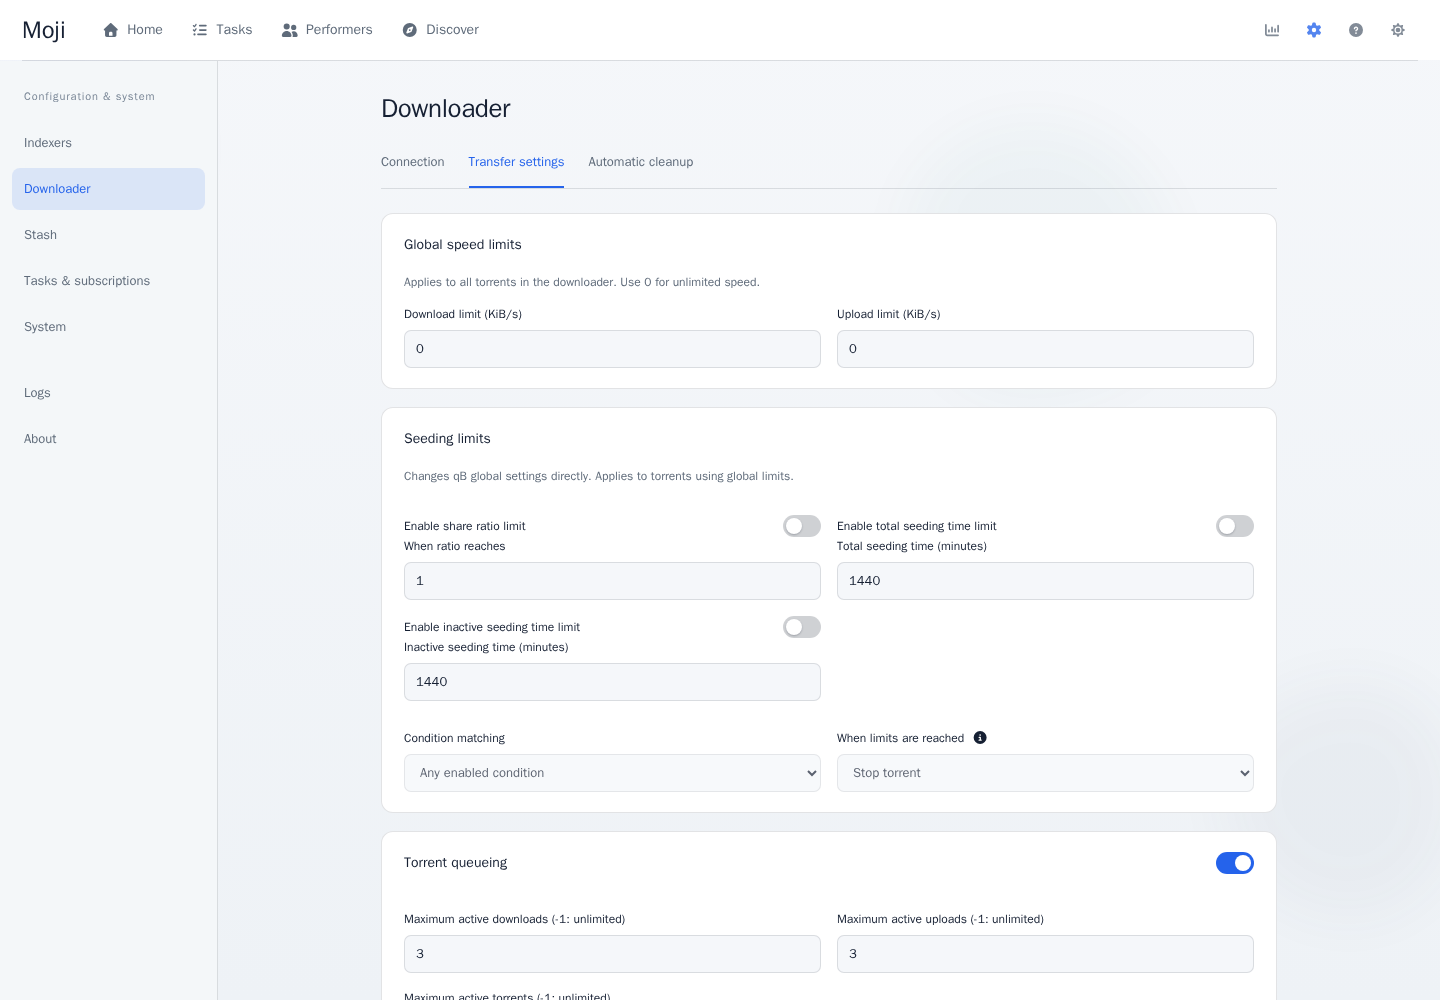 Moji
Home
Tasks
Performers
Discover
Configuration & system
Indexers
Downloader
Stash
Tasks & subscriptions
System
Logs
About
Downloader
Connection
Transfer settings
Automatic cleanup
Global speed limits
Applies to all torrents in the downloader. Use 0 for unlimited speed.
Download limit (KiB/s)
Upload limit (KiB/s)
0
0
Seeding limits
Changes qB global settings directly. Applies to torrents using global limits.
Enable share ratio limit
Enable total seeding time limit
When ratio reaches
Total seeding time (minutes)
1
1440
Enable inactive seeding time limit
Inactive seeding time (minutes)
1440
Condition matching
When limits are reached
Any enabled condition
Stop torrent
Torrent queueing
Maximum active downloads (-1: unlimited)
Maximum active uploads (-1: unlimited)
3
3
Maximum active torrents (-1: unlimited)